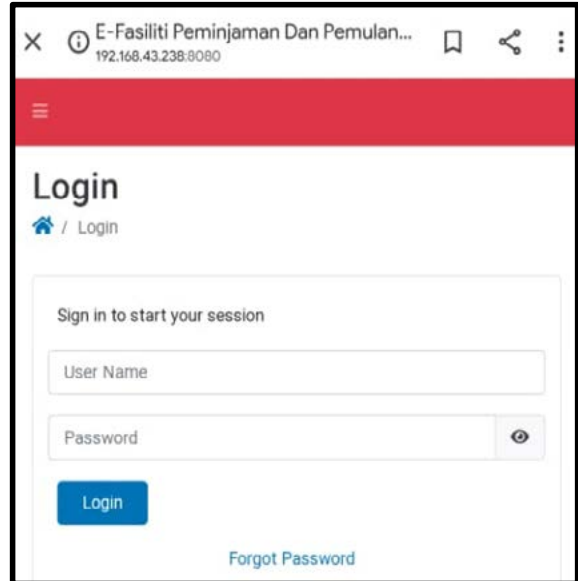 E-Fasiliti Peminjaman Dan Pemulan...
192.168.43.238:8080
Login
/ Login
Sign in to start your session
User Name
Password
Login
Forgot Password